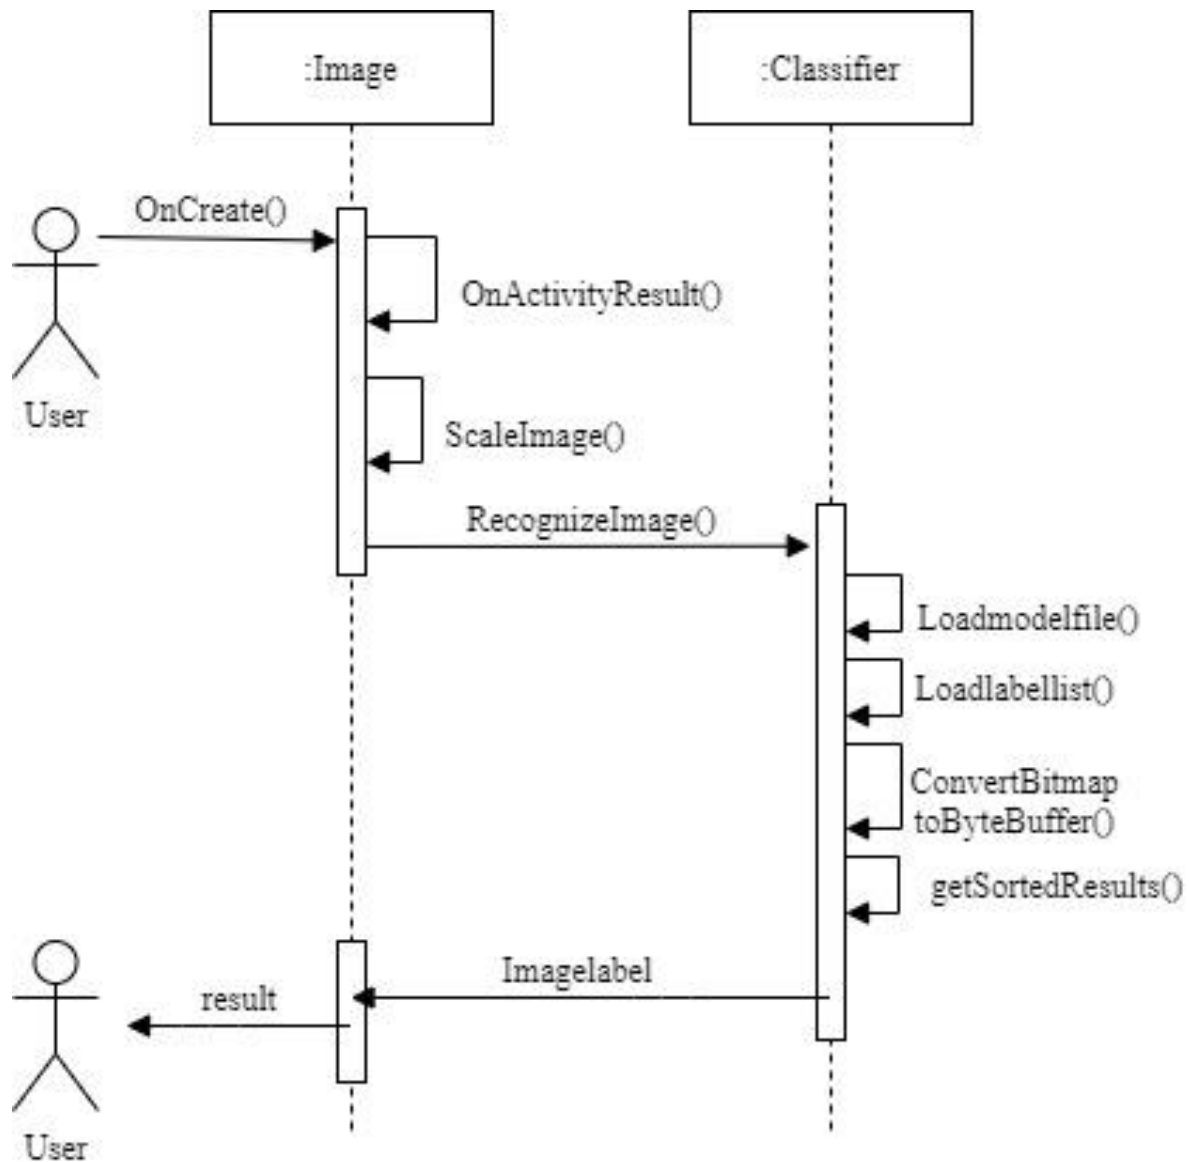 :Image
:Classifier
OnCreate()
OnActivityResult()
User
ScaleImage()
RecognizeImage()
Loadmodelfile()
Loadlabellist()
ConvertBitmap
toByteBuffer()
getSortedResults()
Imagelabel
result
User